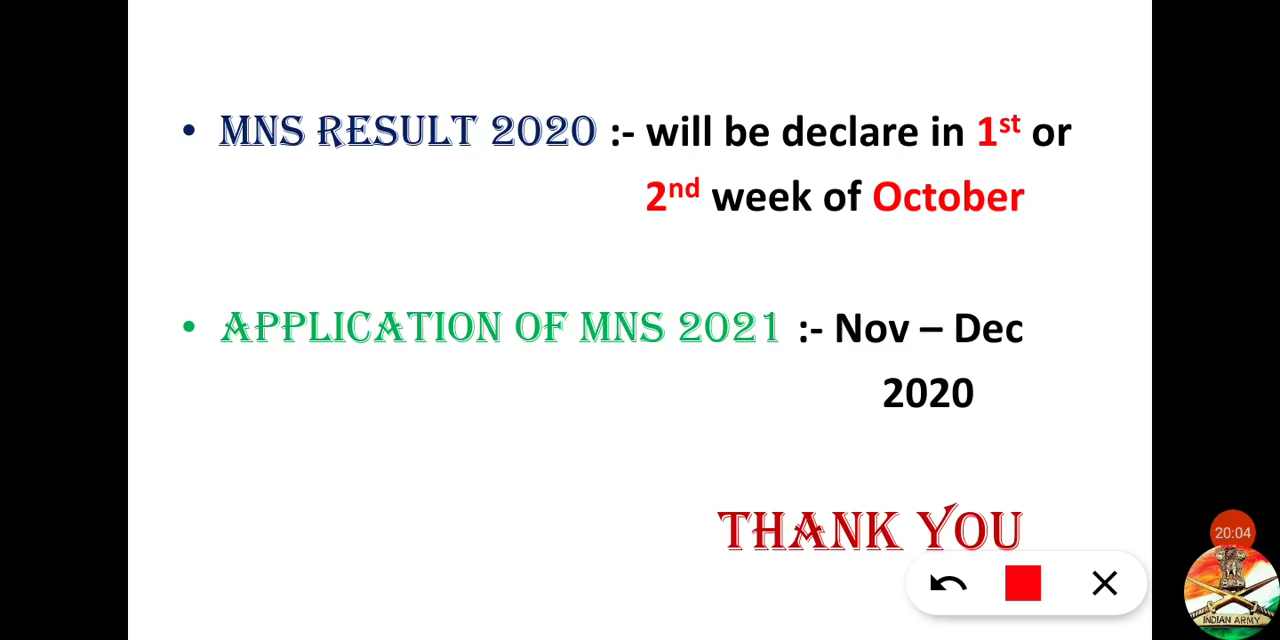 • MNS RESULT 2020 :- will be declare in 1st or
2nd week of October
• APPLICATION OF MNS 2021 :- Nov – Dec
2020
THANK YOU
20:04
INDIAN ARMY